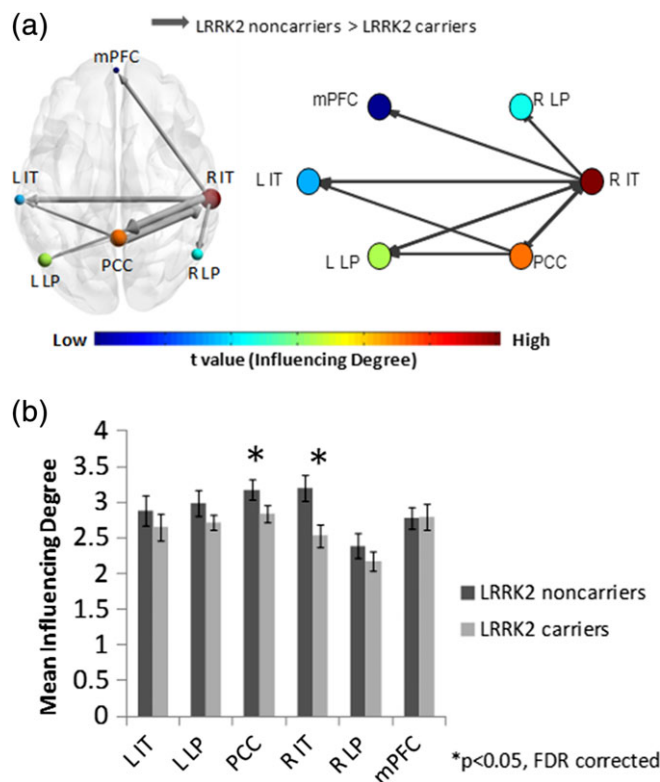 (a)
LRRK2 noncarriers > LRRK2 carriers
mPFC
L IT
R IT
PCC
L LP
R LP
mPFC
R LP
L IT
R IT
L LP
PCC
Low
High
t value (Influencing Degree)
(b)
Mean Influencing Degree
4
3.5
3
2.5
2
1.5
1
0.5
0
*
*
L IT
L LP
PCC
R IT
R LP
mPFC
LRRK2 noncarriers
LRRK2 carriers
*p<0.05, FDR corrected